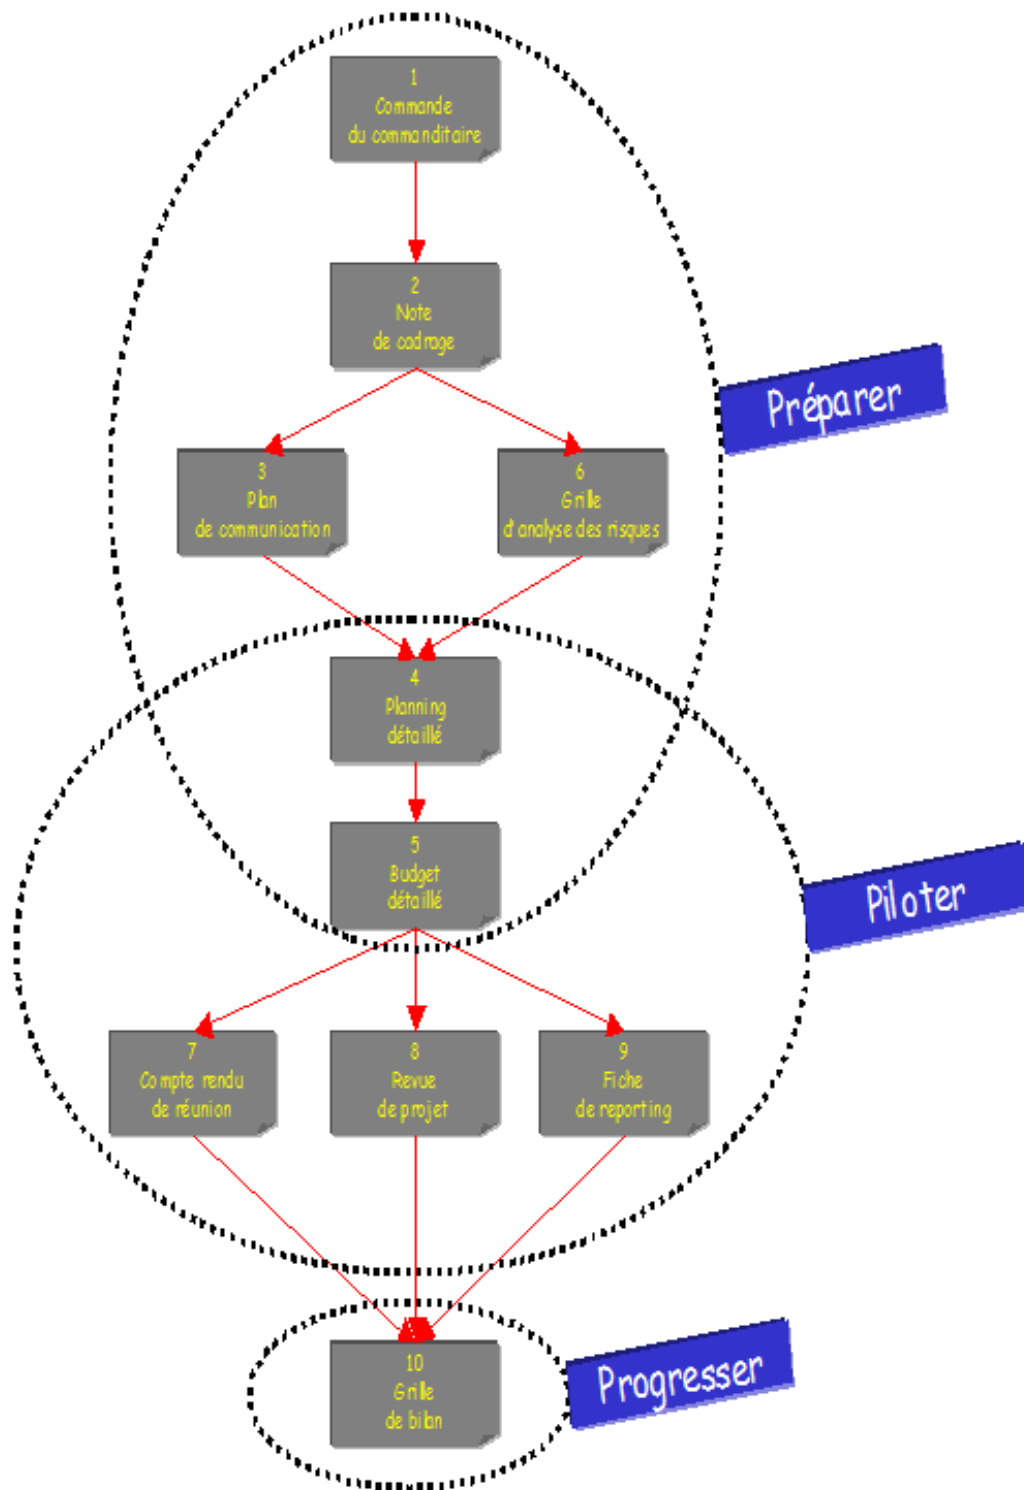 1
Commande
du commanditaire
2
Note
de cadrage
Préparer
3
Plan
de communication
6
Grille
d'analyse des risques
4
Planning
détaillé
5
Budget
détaillé
Piloter
7
Compte rendu
de réunion
8
Revue
de projet
9
Fiche
de reporting
10
Grille
de bilan
Progresser